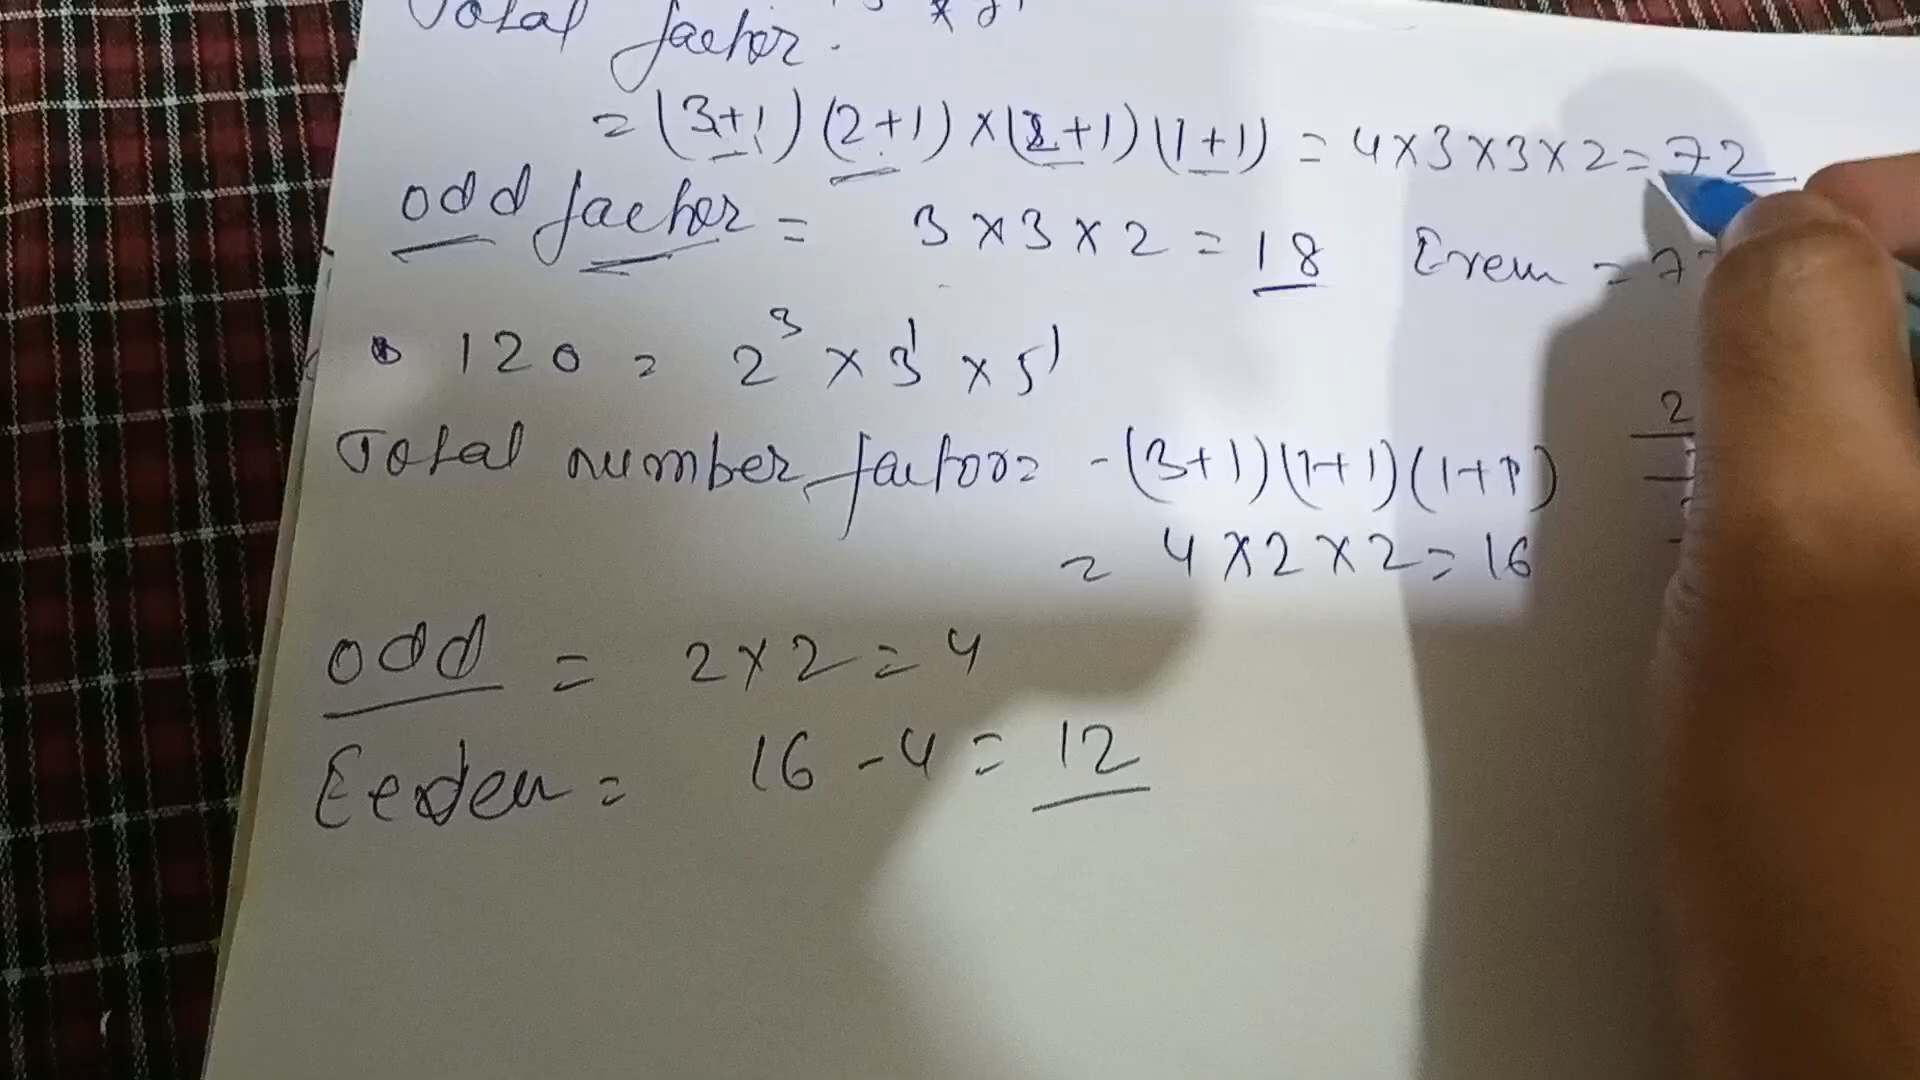 Total factor.
= (3+1) (2+1) × (2+1) (1+1) = 4×3×3×2=72
odd factor = 3 × 3 × 2 = 18 Even = 7
120 = 2³ × 3¹ × 5¹
Total number factor= -(3+1)(1+1)(1+1)
= 4 × 2 × 2 = 16
2
odd = 2 × 2 = 4
16 - 4 = 12